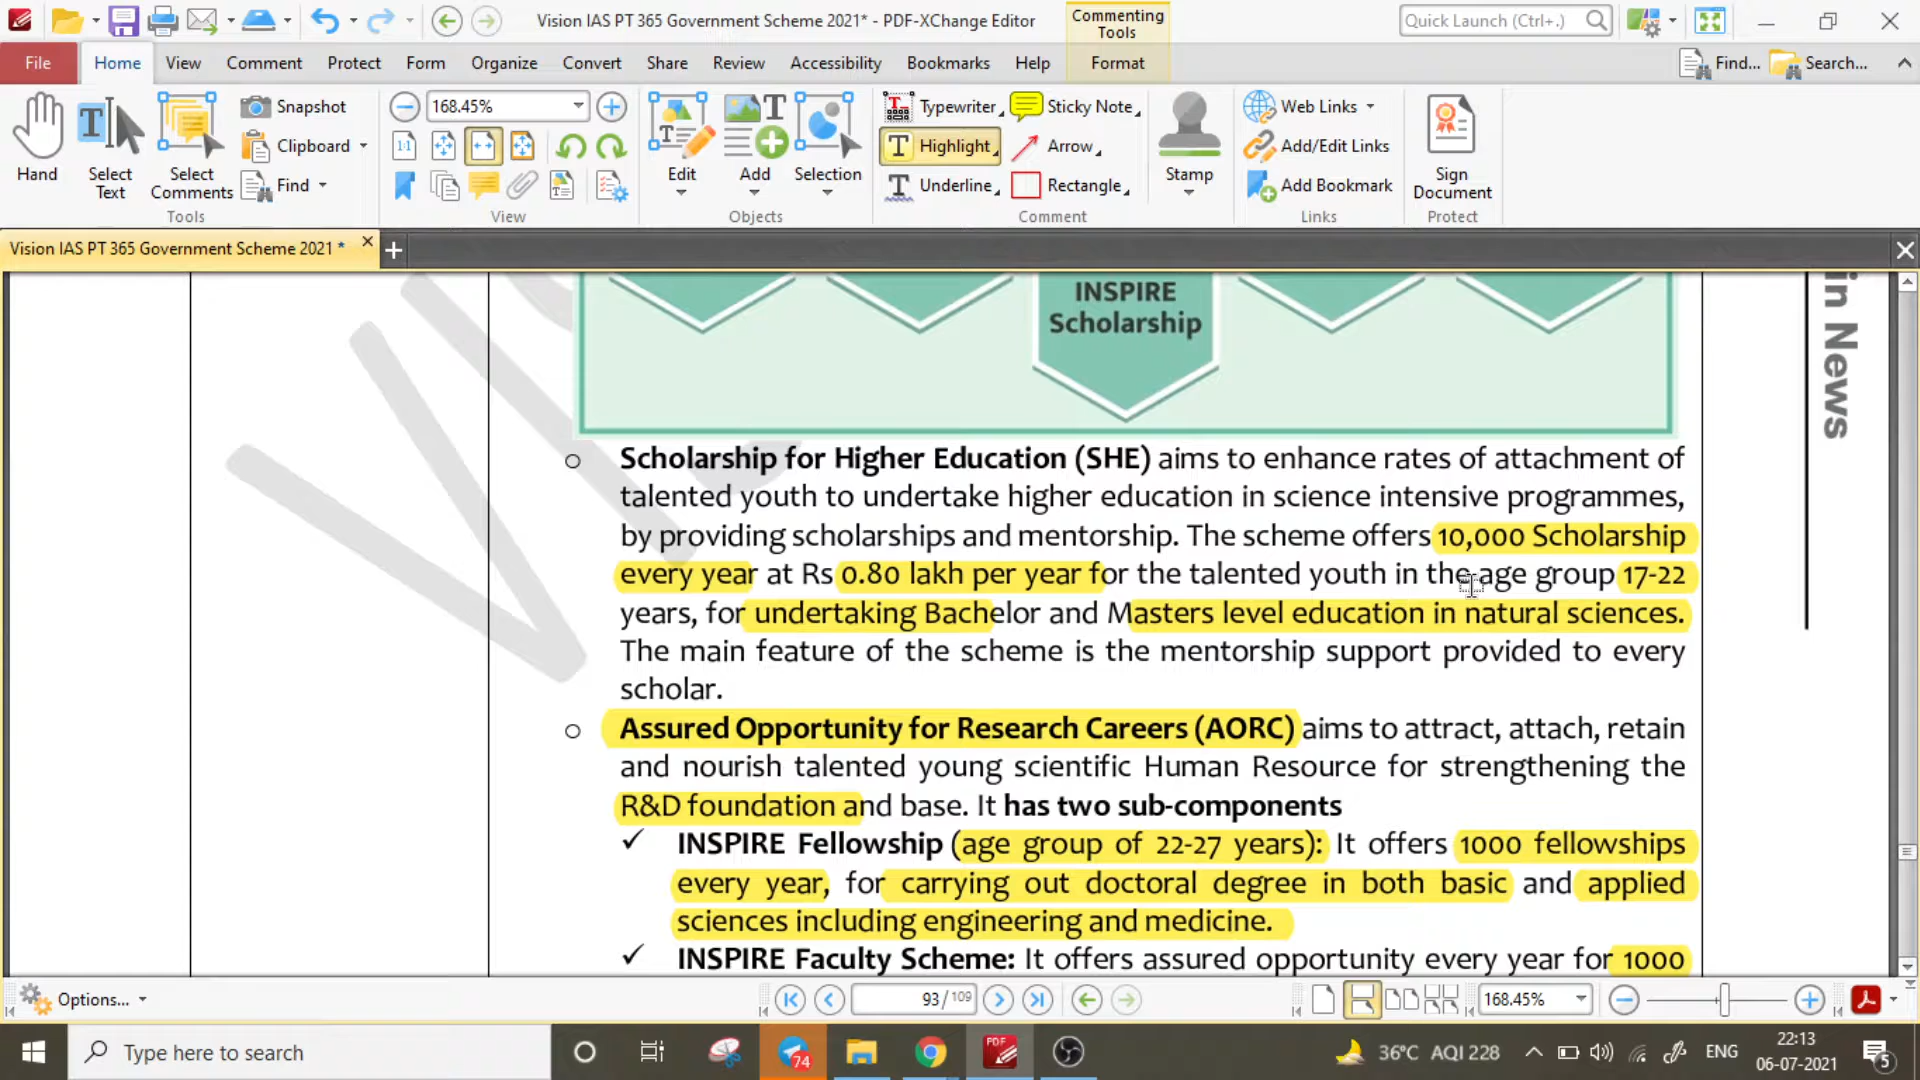 Vision IAS PT 365 Government Scheme 2021* - PDF-XChange Editor
Commenting Tools
Quick Launch (Ctrl+.)
File Home View Comment Protect Form Organize Convert Share Review Accessibility Bookmarks Help Format
Find... Search...
Hand
Select Text
Select Comments
Snapshot
Clipboard
Find
Tools
168.45%
1:1
View
Edit
Add
Selection
Objects
Typewriter
Highlight
Underline
Sticky Note
Arrow
Rectangle
Stamp
Comment
Web Links
Add/Edit Links
Add Bookmark
Links
Sign Document
Protect
Vision IAS PT 365 Government Scheme 2021 *
INSPIRE
Scholarship
in News
Scholarship for Higher Education (SHE) aims to enhance rates of attachment of
talented youth to undertake higher education in science intensive programmes,
by providing scholarships and mentorship. The scheme offers 10,000 Scholarship
every year at Rs 0.80 lakh per year for the talented youth in the age group 17-22
years, for undertaking Bachelor and Masters level education in natural sciences.
The main feature of the scheme is the mentorship support provided to every
scholar.
Assured Opportunity for Research Careers (AORC) aims to attract, attach, retain
and nourish talented young scientific Human Resource for strengthening the
R&D foundation and base. It has two sub-components
INSPIRE Fellowship (age group of 22-27 years): It offers 1000 fellowships
every year, for carrying out doctoral degree in both basic and applied
sciences including engineering and medicine.
INSPIRE Faculty Scheme: It offers assured opportunity every year for 1000
Options...
93 / 109
168.45%
Type here to search
74
PDF
36°C AQI 228
ENG
22:13
06-07-2021
5